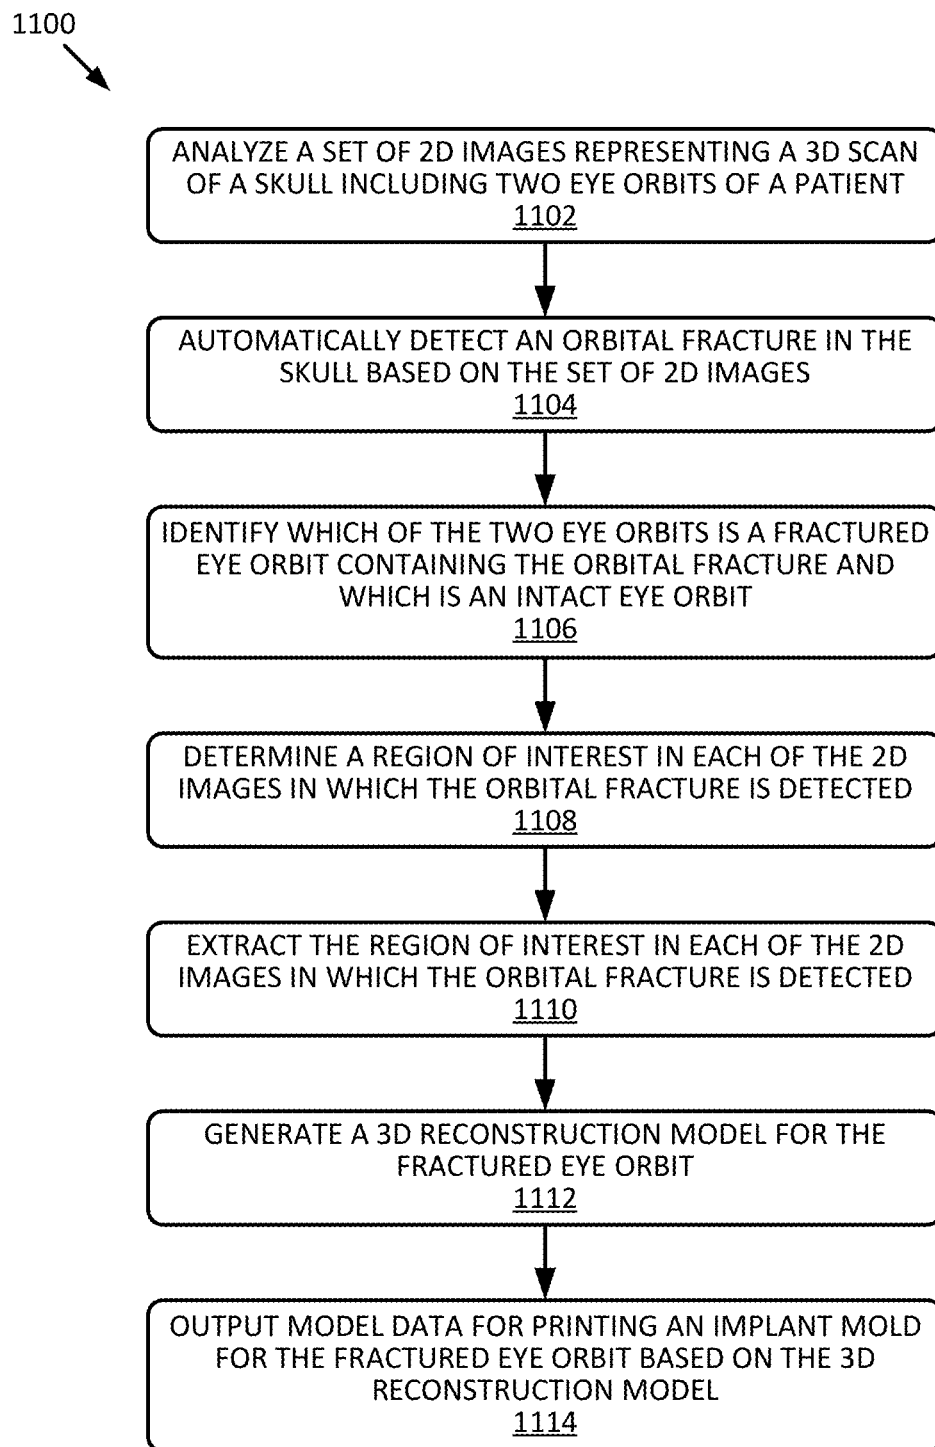 1100
ANALYZE A SET OF 2D IMAGES REPRESENTING A 3D SCAN
OF A SKULL INCLUDING TWO EYE ORBITS OF A PATIENT
1102
AUTOMATICALLY DETECT AN ORBITAL FRACTURE IN THE
SKULL BASED ON THE SET OF 2D IMAGES
1104
IDENTIFY WHICH OF THE TWO EYE ORBITS IS A FRACTURED
EYE ORBIT CONTAINING THE ORBITAL FRACTURE AND
WHICH IS AN INTACT EYE ORBIT
1106
DETERMINE A REGION OF INTEREST IN EACH OF THE 2D
IMAGES IN WHICH THE ORBITAL FRACTURE IS DETECTED
1108
EXTRACT THE REGION OF INTEREST IN EACH OF THE 2D
IMAGES IN WHICH THE ORBITAL FRACTURE IS DETECTED
1110
GENERATE A 3D RECONSTRUCTION MODEL FOR THE
FRACTURED EYE ORBIT
1112
OUTPUT MODEL DATA FOR PRINTING AN IMPLANT MOLD
FOR THE FRACTURED EYE ORBIT BASED ON THE 3D
RECONSTRUCTION MODEL
1114